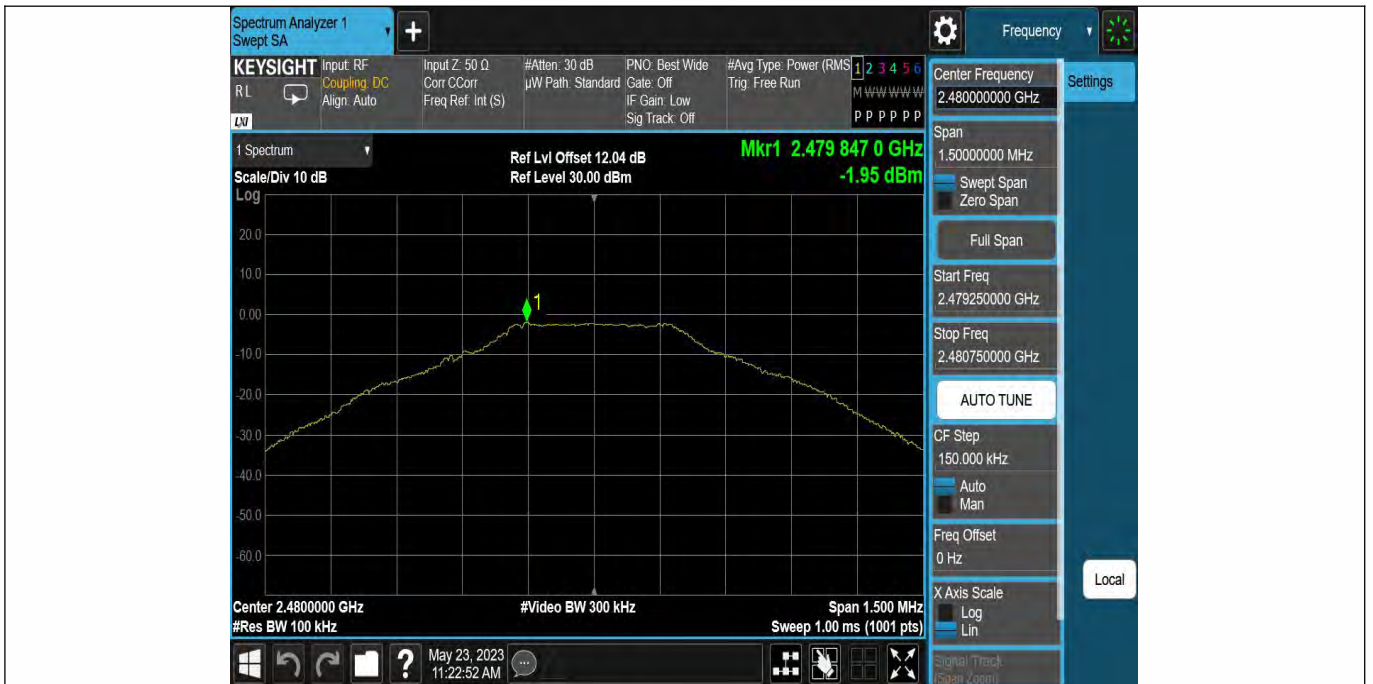 Spectrum Analyzer 1
Swept SA
+
Frequency
KEYSIGHT
R L
LXI
Input: RF
Coupling: DC
Align: Auto
Input Z: 50 Ω
Corr CCorr
Freq Ref: Int (S)
#Atten: 30 dB
µW Path: Standard
PNO: Best Wide
Gate: Off
IF Gain: Low
Sig Track: Off
#Avg Type: Power (RMS
Trig: Free Run
1 2 3 4 5 6
M W W W W W
P P P P P P
1 Spectrum
Scale/Div 10 dB
Log
Ref Lvl Offset 12.04 dB
Ref Level 30.00 dBm
Mkr1 2.479 847 0 GHz
-1.95 dBm
20.0
10.0
0.00
-10.0
-20.0
-30.0
-40.0
-50.0
-60.0
1
Center 2.4800000 GHz
#Res BW 100 kHz
#Video BW 300 kHz
Span 1.500 MHz
Sweep 1.00 ms (1001 pts)
Center Frequency
2.480000000 GHz
Span
1.50000000 MHz
Swept Span
Zero Span
Full Span
Start Freq
2.479250000 GHz
Stop Freq
2.480750000 GHz
AUTO TUNE
CF Step
150.000 kHz
Auto
Man
Freq Offset
0 Hz
X Axis Scale
Log
Lin
Signal Track
(Span Zoom)
Settings
Local
?
May 23, 2023
11:22:52 AM